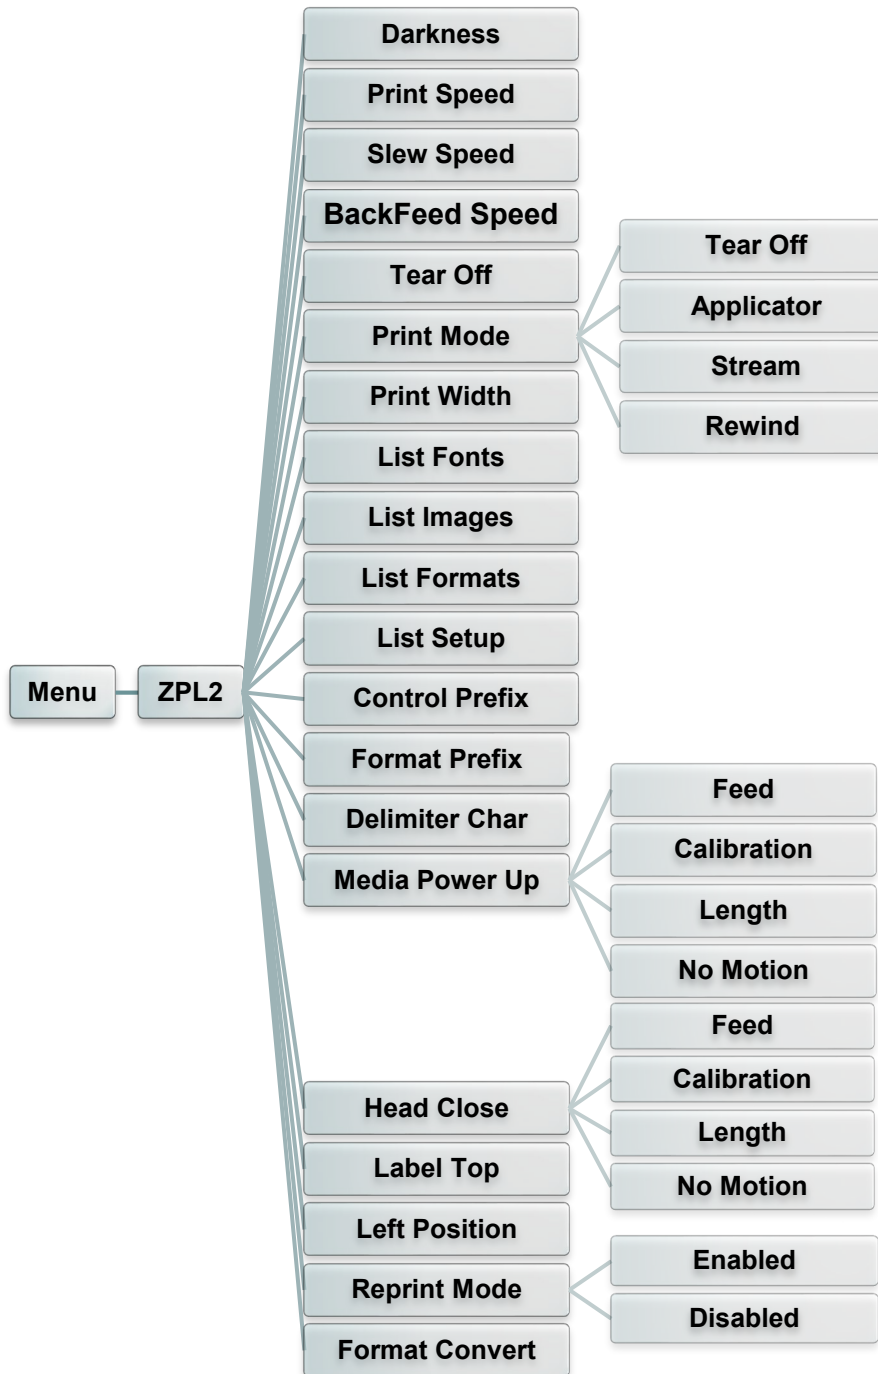 Menu
ZPL2
Darkness
Print Speed
Slew Speed
BackFeed Speed
Tear Off
Print Mode
Tear Off
Applicator
Stream
Rewind
Print Width
List Fonts
List Images
List Formats
List Setup
Control Prefix
Format Prefix
Delimiter Char
Media Power Up
Feed
Calibration
Length
No Motion
Head Close
Feed
Calibration
Length
No Motion
Label Top
Left Position
Reprint Mode
Enabled
Disabled
Format Convert